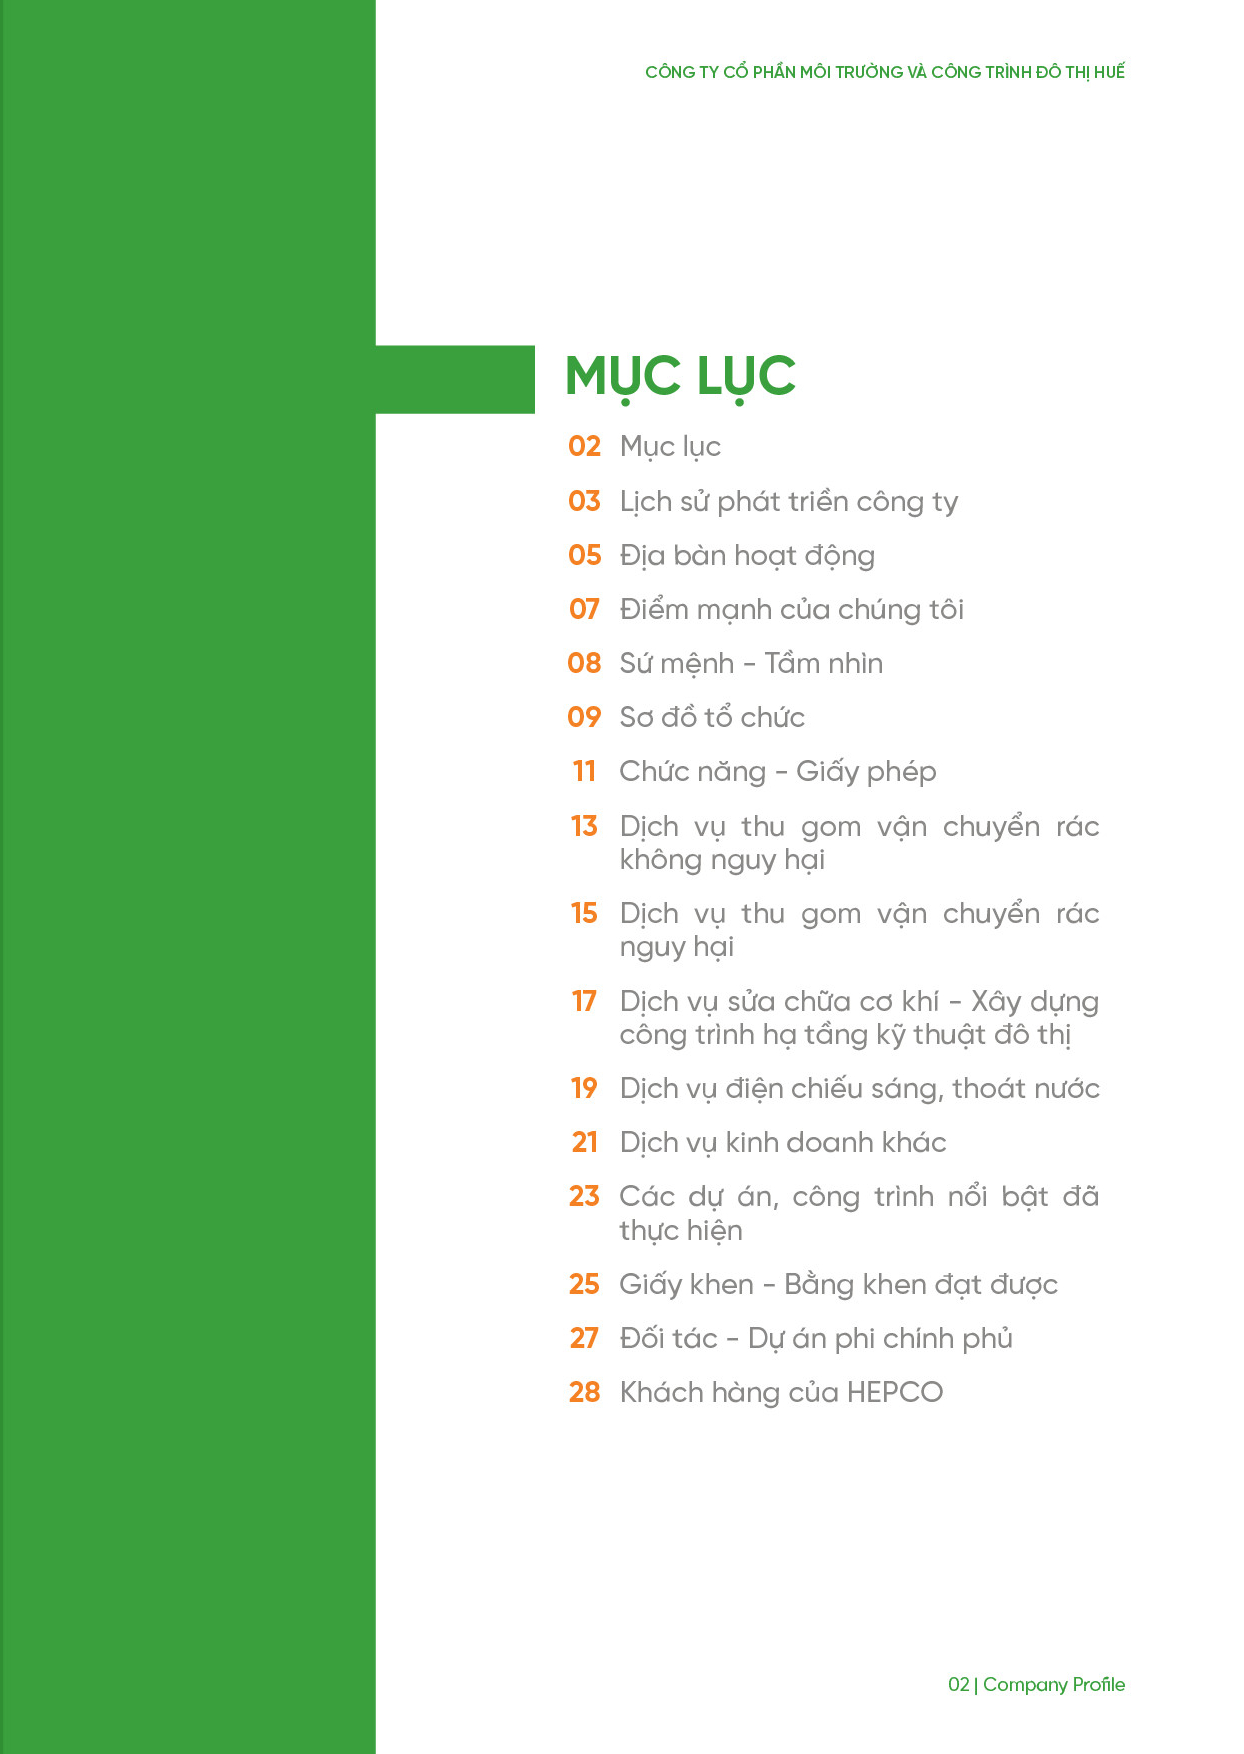 CÔNG TY CỔ PHẦN MÔI TRƯỜNG VÀ CÔNG TRÌNH ĐÔ THỊ HUẾ
MỤC LỤC
02 Mục lục
03 Lịch sử phát triền công ty
05 Địa bàn hoạt động
07 Điểm mạnh của chúng tôi
08 Sứ mệnh - Tầm nhìn
09 Sơ đồ tổ chức
11 Chức năng - Giấy phép
13 Dịch vụ thu gom vận chuyển rác
không nguy hại
15 Dịch vụ thu gom vận chuyển rác
nguy hại
17 Dịch vụ sửa chữa cơ khí - Xây dựng
công trình hạ tầng kỹ thuật đô thị
19 Dịch vụ điện chiếu sáng, thoát nước
21 Dịch vụ kinh doanh khác
23 Các dự án, công trình nổi bật đã
thực hiện
25 Giấy khen - Bằng khen đạt được
27 Đối tác - Dự án phi chính phủ
28 Khách hàng của HEPCO
02 | Company Profile